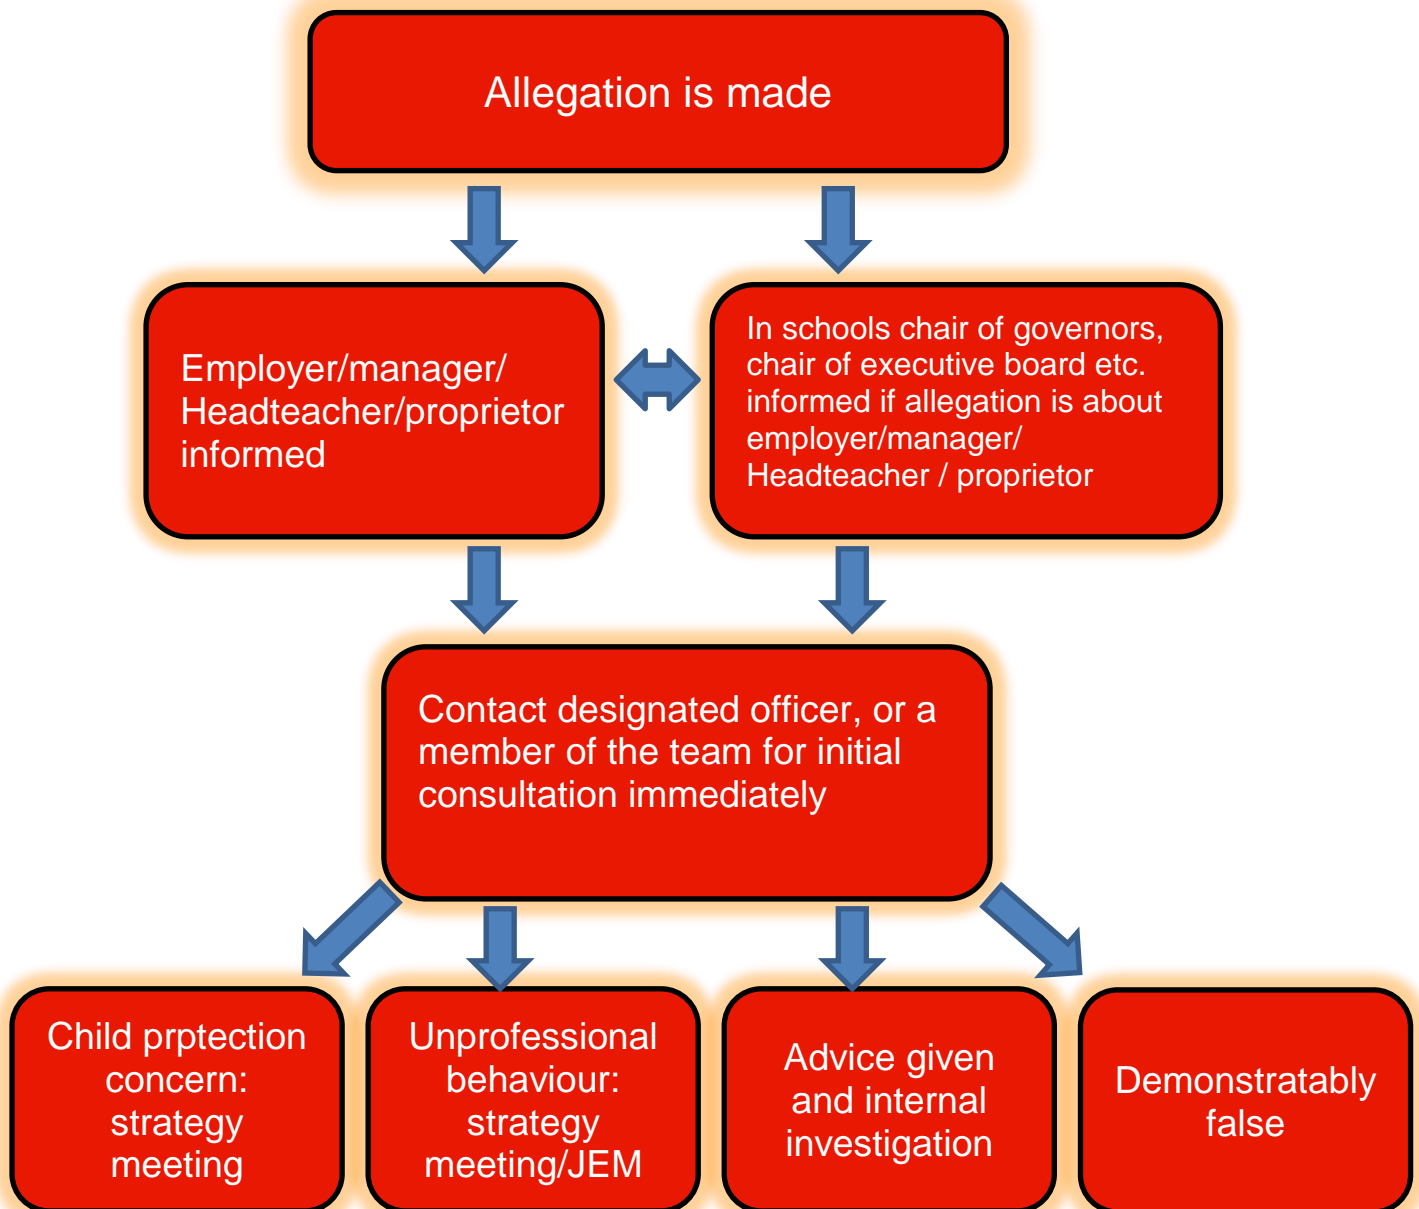 Allegation is made
Employer/manager/
Headteacher/proprietor
informed
In schools chair of governors,
chair of executive board etc.
informed if allegation is about
employer/manager/
Headteacher / proprietor
Contact designated officer, or a
member of the team for initial
consultation immediately
Child prptection
concern:
strategy
meeting
Unprofessional
behaviour:
strategy
meeting/JEM
Advice given
and internal
investigation
Demonstratably
false